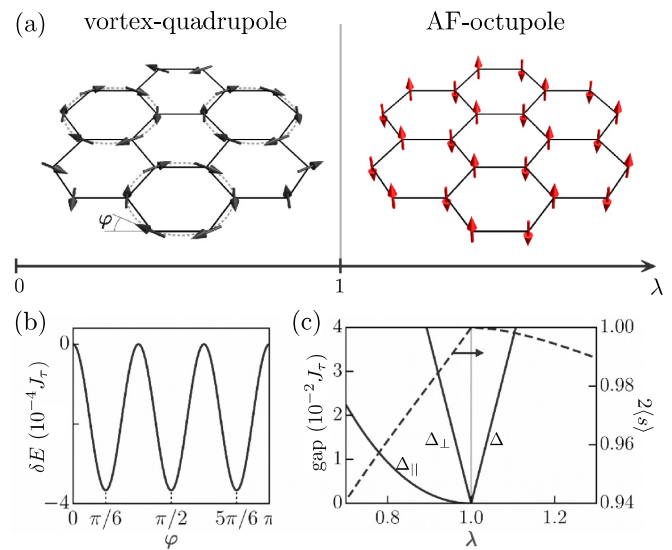 (a) vortex-quadrupole AF-octupole
φ
0 1 λ
(b) (c)
δE (10⁻⁴ J_τ)
0
−4
0 π/6 π/2 5π/6 π
φ
gap (10⁻² J_τ)
4
3
2
1
0
Δ_∥ Δ_⊥ Δ
0.8 1.0 1.2
λ
1.00
0.98
0.96
0.94
2⟨s⟩